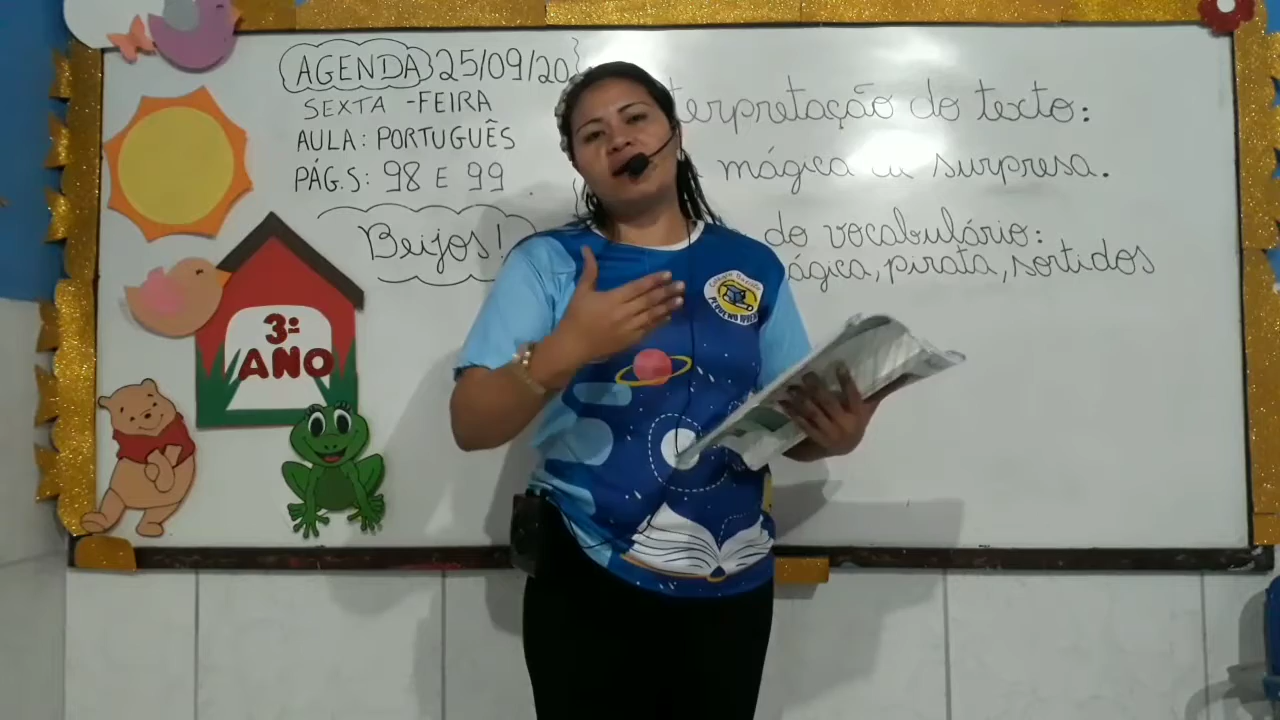 AGENDA 25/09/20
SEXTA -FEIRA
AULA: PORTUGUÊS
PÁG.S: 98 E 99
Beijos!
terpretação do texto:
mágica surpresa.
do vocabulário:
ágica, pirata, sortidos
3º
ANO
PEQUENO